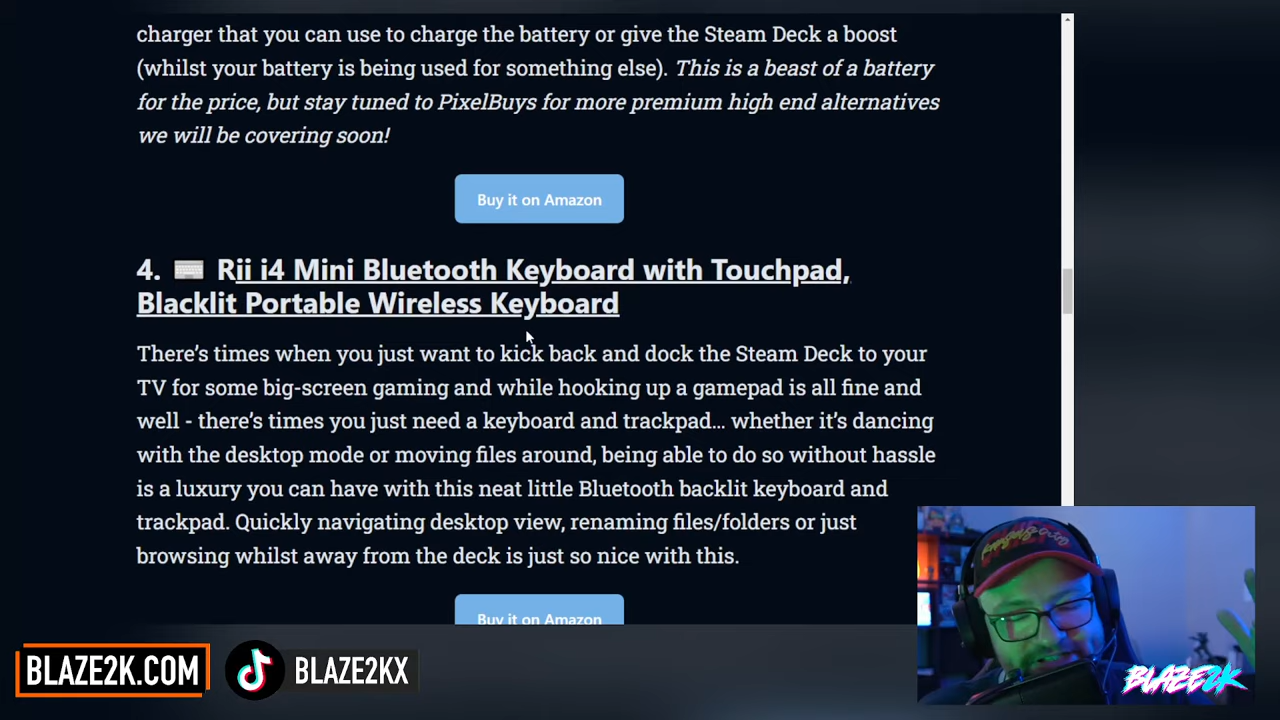 charger that you can use to charge the battery or give the Steam Deck a boost
(whilst your battery is being used for something else). This is a beast of a battery
for the price, but stay tuned to PixelBuys for more premium high end alternatives
we will be covering soon!
Buy it on Amazon
4. Rii i4 Mini Bluetooth Keyboard with Touchpad,
Blacklit Portable Wireless Keyboard
There's times when you just want to kick back and dock the Steam Deck to your
TV for some big-screen gaming and while hooking up a gamepad is all fine and
well - there's times you just need a keyboard and trackpad… whether it's dancing
with the desktop mode or moving files around, being able to do so without hassle
is a luxury you can have with this neat little Bluetooth backlit keyboard and
trackpad. Quickly navigating desktop view, renaming files/folders or just
browsing whilst away from the deck is just so nice with this.
Buy it on Amazon
BLAZE2K.COM
BLAZE2KX
BLAZE2K